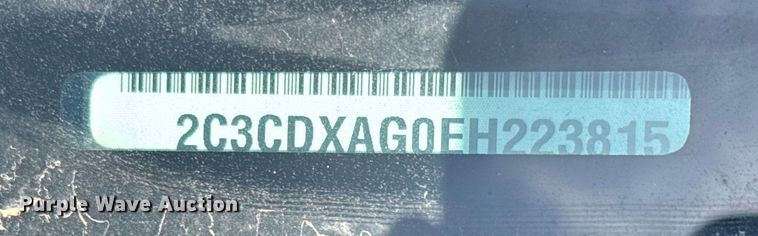 2C3CDXAG0EH223815
Purple Wave Auction